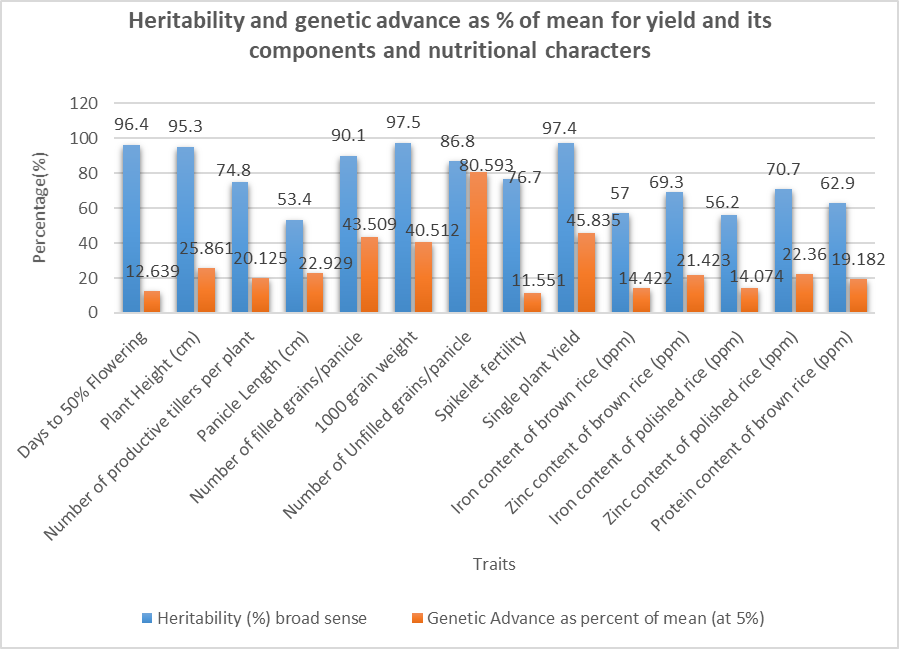 Heritability and genetic advance as % of mean for yield and its
components and nutritional characters
Percentage(%)
120
100
80
60
40
20
0
96.4
95.3
74.8
53.4
90.1
97.5
86.8
76.7
97.4
57
69.3
56.2
70.7
62.9
12.639
25.861
20.125
22.929
43.509
40.512
80.593
11.551
45.835
14.422
21.423
14.074
22.36
19.182
Days to 50% Flowering
Plant Height (cm)
Number of productive tillers per plant
Panicle Length (cm)
Number of filled grains/panicle
1000 grain weight
Number of Unfilled grains/panicle
Spikelet fertility
Single plant Yield
Iron content of brown rice (ppm)
Zinc content of brown rice (ppm)
Iron content of polished rice (ppm)
Zinc content of polished rice (ppm)
Protein content of brown rice (ppm)
Traits
Heritability (%) broad sense
Genetic Advance as percent of mean (at 5%)